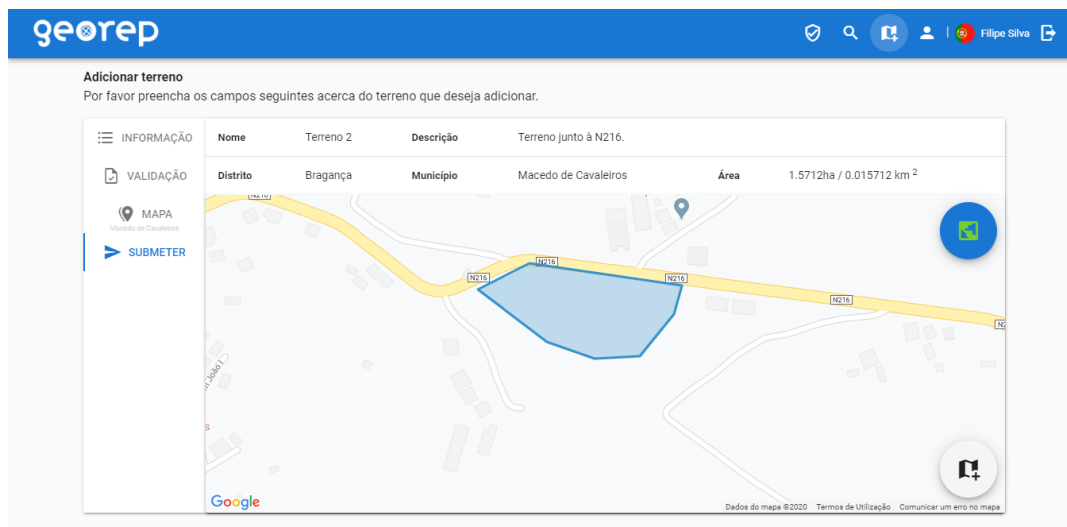 georep
Filipe Silva
Adicionar terreno
Por favor preencha os campos seguintes acerca do terreno que deseja adicionar.
INFORMAÇÃO
Nome Terreno 2 Descrição Terreno junto à N216.
VALIDAÇÃO
Distrito Bragança Município Macedo de Cavaleiros Área 1.5712ha / 0.015712 km 2
MAPA
Macedo de Cavaleiros
SUBMETER
N216
N216
N216
N216
João I
Google
Dados do mapa ©2020 Termos de Utilização Comunicar um erro no mapa